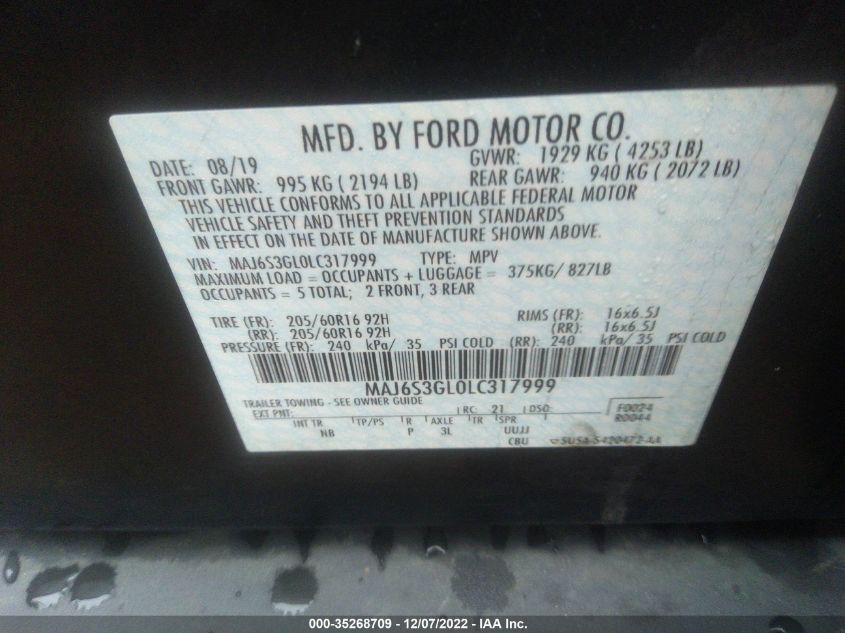 MFD. BY FORD MOTOR CO.
DATE: 08/19 GVWR: 1929 KG ( 4253 LB)
FRONT GAWR: 995 KG ( 2194 LB) REAR GAWR: 940 KG ( 2072 LB)
THIS VEHICLE CONFORMS TO ALL APPLICABLE FEDERAL MOTOR
VEHICLE SAFETY AND THEFT PREVENTION STANDARDS
IN EFFECT ON THE DATE OF MANUFACTURE SHOWN ABOVE.
VIN: MAJ6S3GL0LC317999 TYPE: MPV
MAXIMUM LOAD = OCCUPANTS + LUGGAGE = 375KG/ 827LB
OCCUPANTS = 5 TOTAL; 2 FRONT, 3 REAR
TIRE (FR): 205/60R16 92H RIMS (FR): 16x6.5J
(RR): 205/60R16 92H (RR): 16x6.5J
PRESSURE (FR): 240 kPa/ 35 PSI COLD (RR): 240 kPa/ 35 PSI COLD
MAJ6S3GL0LC317999
TRAILER TOWING - SEE OWNER GUIDE
EXT PNT: RC: 21 DSO: F0024
R0044
INT TR TP/PS R AXLE TR SPR
NB P 3L UUJJ
CBU
000-35268709 - 12/07/2022 - IAA Inc.